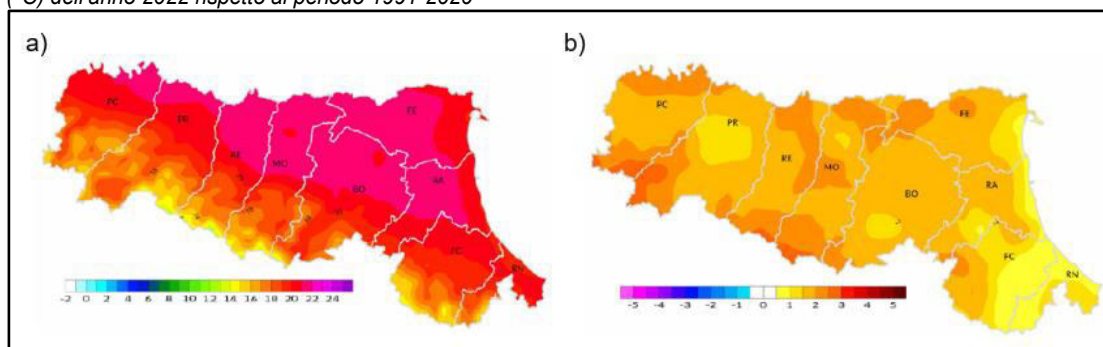 (°C) dell'anno 2022 rispetto al periodo 1991-2020
a)
b)
PC
PR
RE
MO
BO
FE
RA
FC
RN
-2 0 2 4 6 8 10 12 14 16 18 20 22 24
PC
PR
RE
MO
BO
FE
RA
FC
RN
-5 -4 -3 -2 -1 0 1 2 3 4 5